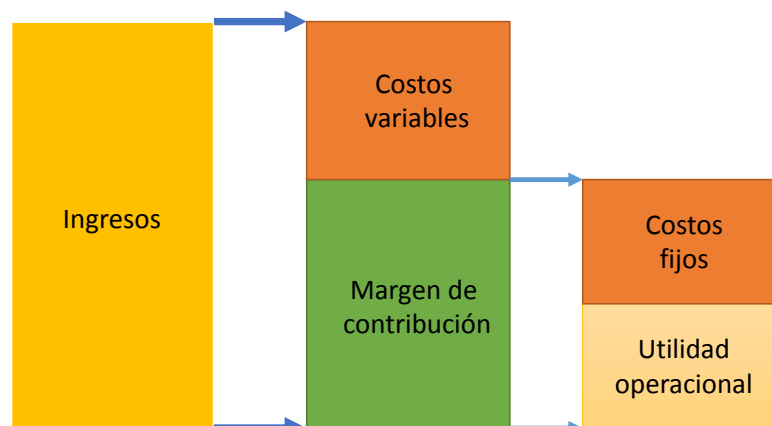 Ingresos
Costos
variables
Margen de
contribución
Costos
fijos
Utilidad
operacional